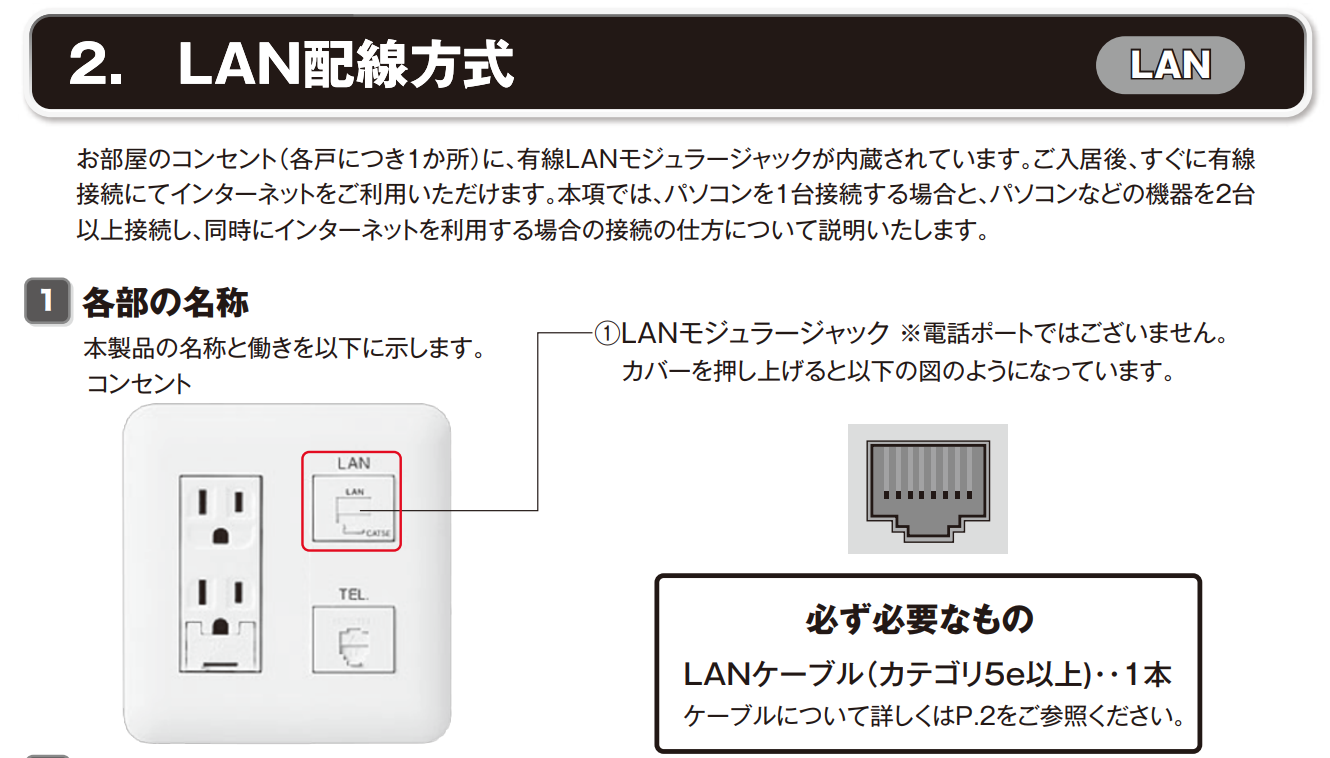 2. LAN配線方式
LAN
お部屋のコンセント（各戸につき1か所）に、有線LANモジュラージャックが内蔵されています。ご入居後、すぐに有線
接続にてインターネットをご利用いただけます。本項では、パソコンを1台接続する場合と、パソコンなどの機器を2台
以上接続し、同時にインターネットを利用する場合の接続の仕方について説明いたします。
1 各部の名称
本製品の名称と働きを以下に示します。
コンセント
①LANモジュラージャック ※電話ポートではございません。
カバーを押し上げると以下の図のようになっています。
LAN
LAN
CAT5E
TEL.
必ず必要なもの
LANケーブル（カテゴリ5e以上)‥1本
ケーブルについて詳しくはP.2をご参照ください。